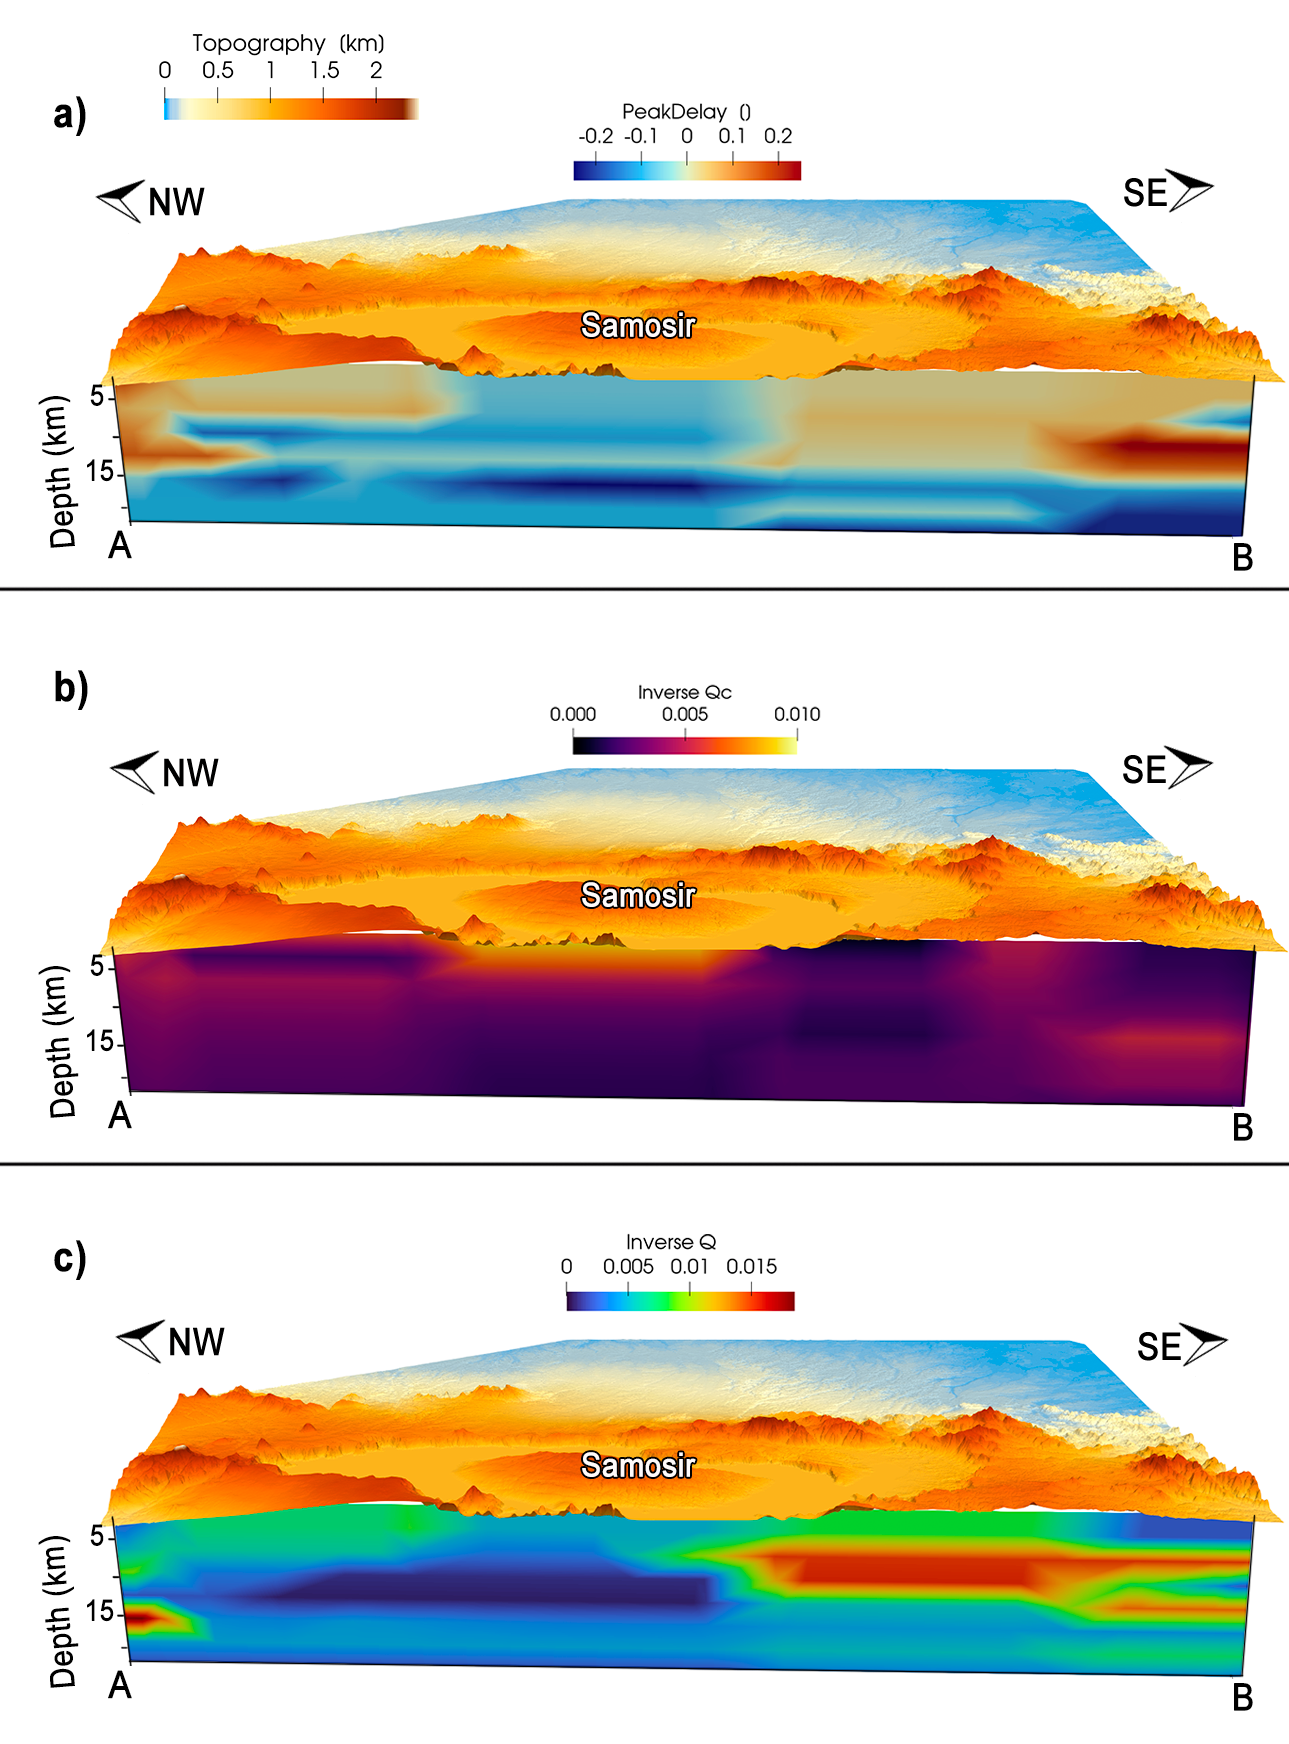 Topography (km)
0 0.5 1 1.5 2
a)
PeakDelay ()
-0.2 -0.1 0 0.1 0.2
NW
SE
Samosir
5
15
Depth (km)
A
B
b)
Inverse Qc
0.000 0.005 0.010
NW
SE
Samosir
5
15
Depth (km)
A
B
c)
Inverse Q
0 0.005 0.01 0.015
NW
SE
Samosir
5
15
Depth (km)
A
B